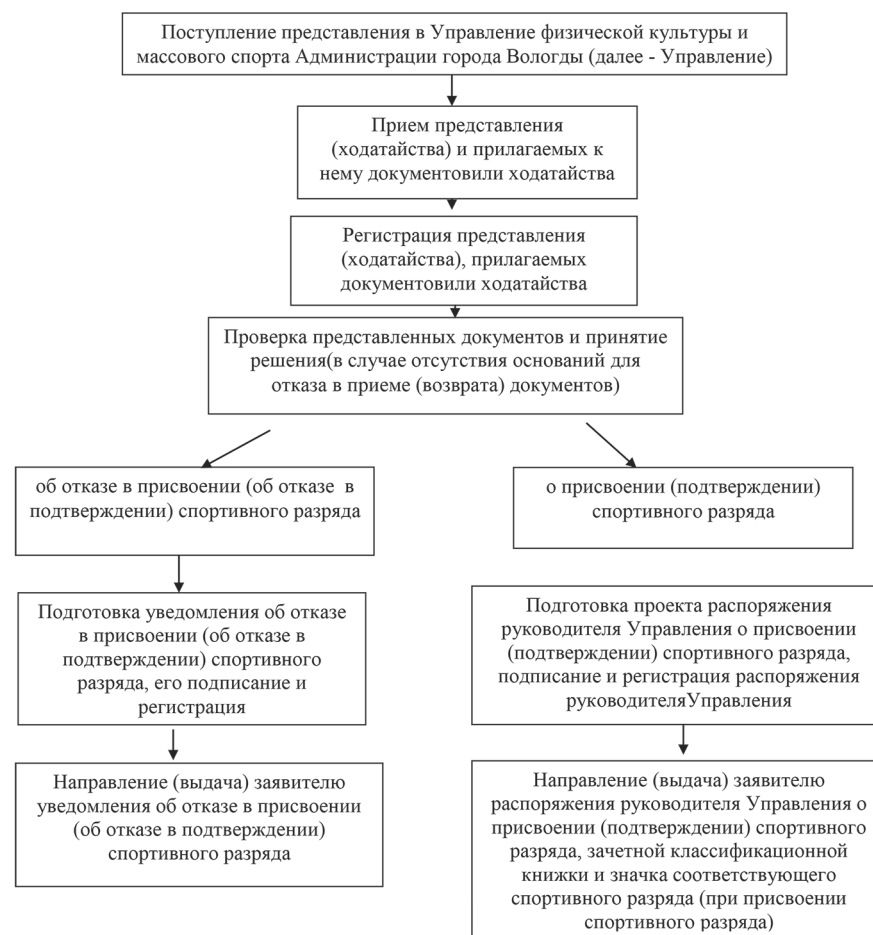 Поступление представления в Управление физической культуры и
массового спорта Администрации города Вологды (далее - Управление)
Прием представления
(ходатайства) и прилагаемых к
нему документовили ходатайства
Регистрация представления
(ходатайства), прилагаемых
документовили ходатайства
Проверка представленных документов и принятие
решения(в случае отсутствия оснований для
отказа в приеме (возврата) документов)
об отказе в присвоении (об отказе в
подтверждении) спортивного разряда
о присвоении (подтверждении)
спортивного разряда
Подготовка уведомления об отказе
в присвоении (об отказе в
подтверждении) спортивного
разряда, его подписание и
регистрация
Подготовка проекта распоряжения
руководителя Управления о присвоении
(подтверждении) спортивного разряда,
подписание и регистрация распоряжения
руководителяУправления
Направление (выдача) заявителю
уведомления об отказе в присвоении
(об отказе в подтверждении)
спортивного разряда
Направление (выдача) заявителю
распоряжения руководителя Управления о
присвоении (подтверждении) спортивного
разряда, зачетной классификационной
книжки и значка соответствующего
спортивного разряда (при присвоении
спортивного разряда)